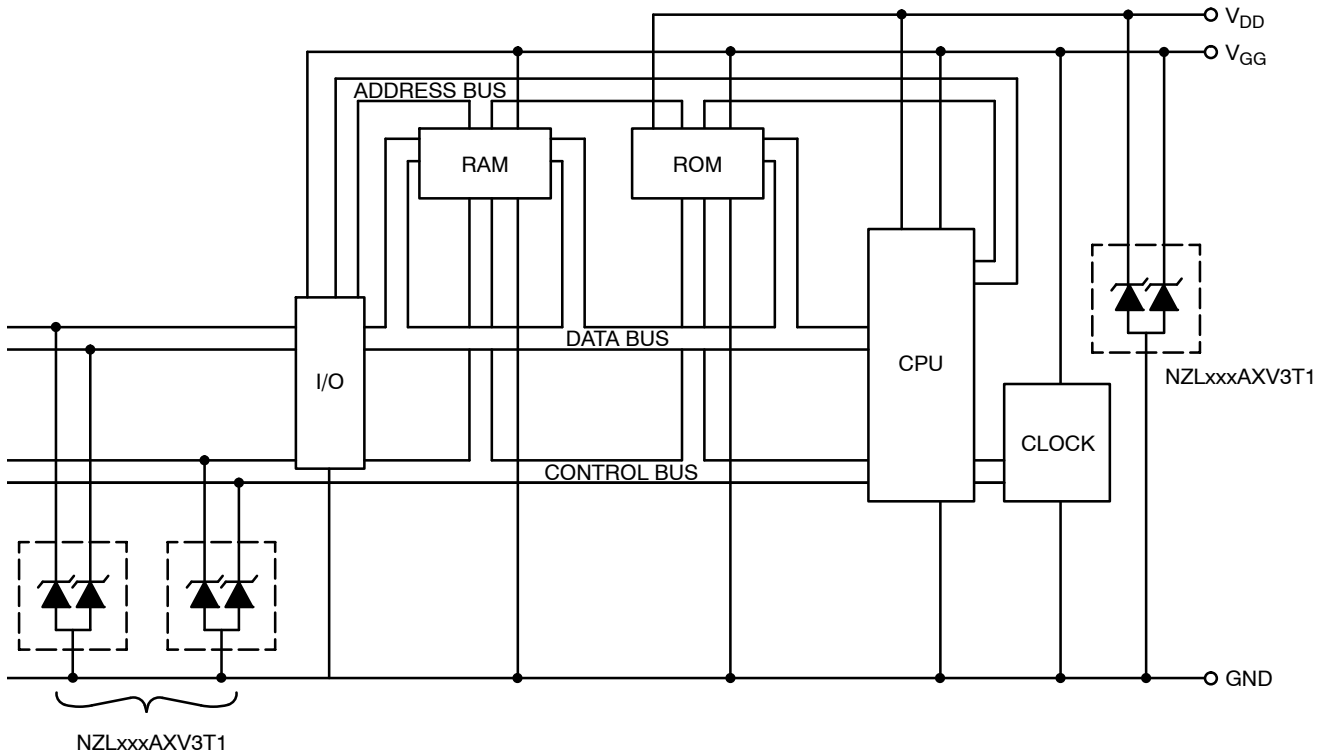 VDD
VGG
ADDRESS BUS
RAM
ROM
DATA BUS
I/O
CPU
NZLxxxAXV3T1
CLOCK
CONTROL BUS
GND
NZLxxxAXV3T1